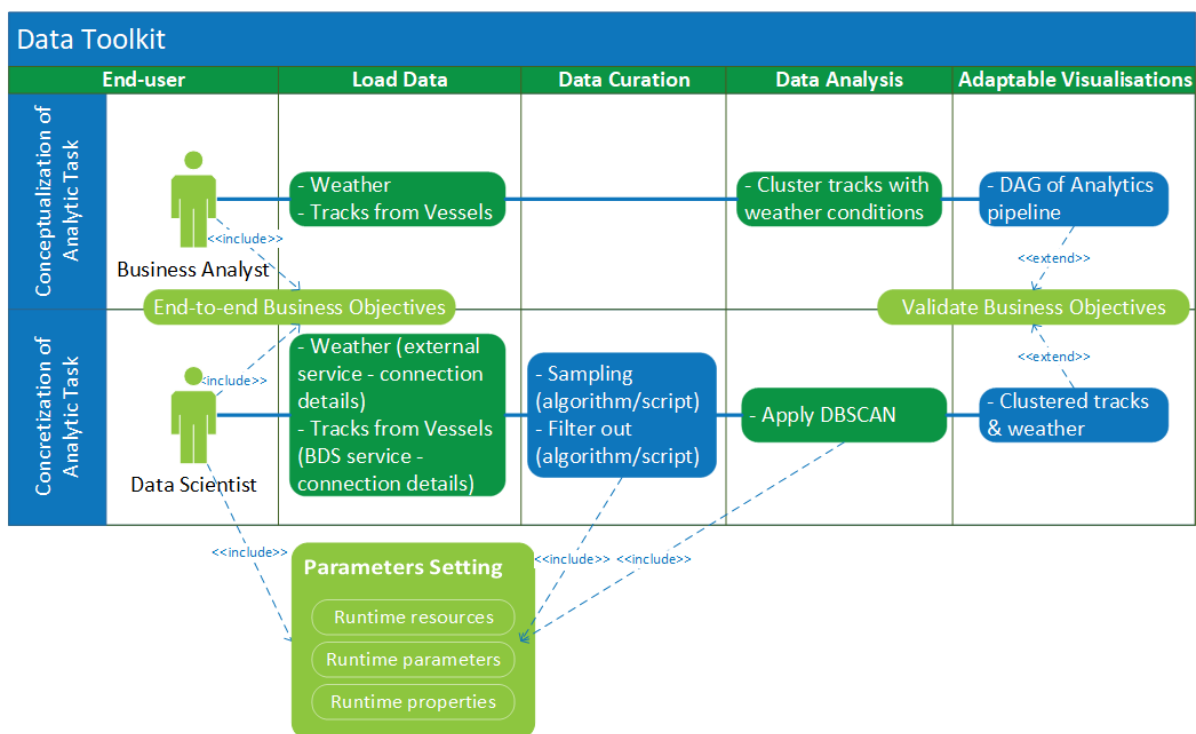 Data Toolkit
End-user
Load Data
Data Curation
Data Analysis
Adaptable Visualisations
Conceptualization of
Analytic Task
- Weather
- Tracks from Vessels
- Cluster tracks with
weather conditions
- DAG of Analytics
pipeline
<<include>>
<<extend>>
Business Analyst
End-to-end Business Objectives
Validate Business Objectives
Concretization of
Analytic Task
<<include>>
- Weather (external
service - connection
details)
- Tracks from Vessels
(BDS service -
connection details)
- Sampling
(algorithm/script)
- Filter out
(algorithm/script)
- Apply DBSCAN
<<extend>>
- Clustered tracks
& weather
Data Scientist
<<include>>
<<include>>
<<include>>
Parameters Setting
Runtime resources
Runtime parameters
Runtime properties